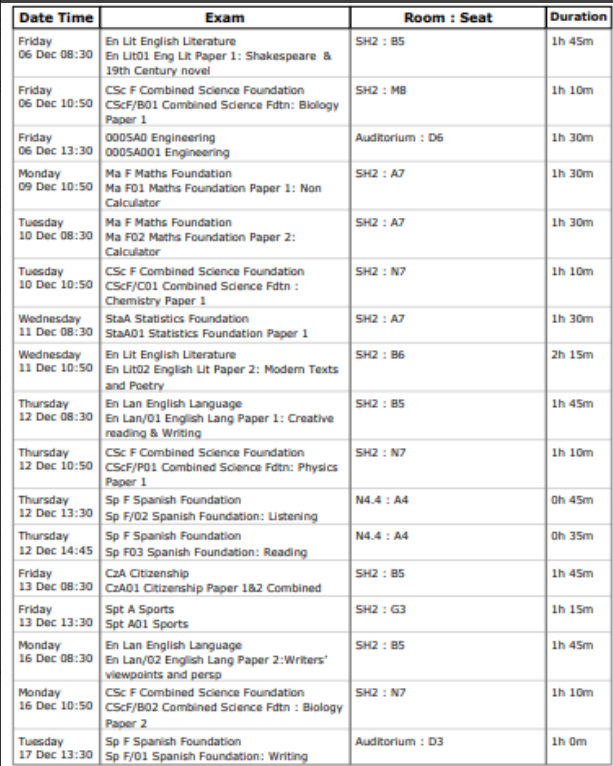 Date Time Exam Room : Seat Duration
Friday En Lit English Literature SH2 : B5 1h 45m
06 Dec 08:30 En Lit01 Eng Lit Paper 1: Shakespeare &
19th Century novel
Friday CSc F Combined Science Foundation SH2 : M8 1h 10m
06 Dec 10:50 CScF/B01 Combined Science Fdtn: Biology
Paper 1
Friday 0005A0 Engineering Auditorium : D6 1h 30m
06 Dec 13:30 0005A001 Engineering
Monday Ma F Maths Foundation SH2 : A7 1h 30m
09 Dec 10:50 Ma F01 Maths Foundation Paper 1: Non
Calculator
Tuesday Ma F Maths Foundation SH2 : A7 1h 30m
10 Dec 08:30 Ma F02 Maths Foundation Paper 2:
Calculator
Tuesday CSc F Combined Science Foundation SH2 : N7 1h 10m
10 Dec 10:50 CScF/C01 Combined Science Fdtn :
Chemistry Paper 1
Wednesday StaA Statistics Foundation SH2 : A7 1h 30m
11 Dec 08:30 StaA01 Statistics Foundation Paper 1
Wednesday En Lit English Literature SH2 : B6 2h 15m
11 Dec 10:50 En Lit02 English Lit Paper 2: Modern Texts
and Poetry
Thursday En Lan English Language SH2 : B5 1h 45m
12 Dec 08:30 En Lan/01 English Lang Paper 1: Creative
reading & Writing
Thursday CSc F Combined Science Foundation SH2 : N7 1h 10m
12 Dec 10:50 CScF/P01 Combined Science Fdtn: Physics
Paper 1
Thursday Sp F Spanish Foundation N4.4 : A4 0h 45m
12 Dec 13:30 Sp F/02 Spanish Foundation: Listening
Thursday Sp F Spanish Foundation N4.4 : A4 0h 35m
12 Dec 14:45 Sp F03 Spanish Foundation: Reading
Friday CzA Citizenship SH2 : B5 1h 45m
13 Dec 08:30 CzA01 Citizenship Paper 1&2 Combined
Friday Spt A Sports SH2 : G3 1h 15m
13 Dec 13:30 Spt A01 Sports
Monday En Lan English Language SH2 : B5 1h 45m
16 Dec 08:30 En Lan/02 English Lang Paper 2:Writers'
viewpoints and persp
Monday CSc F Combined Science Foundation SH2 : N7 1h 10m
16 Dec 10:50 CScF/B02 Combined Science Fdtn : Biology
Paper 2
Tuesday Sp F Spanish Foundation Auditorium : D3 1h 0m
17 Dec 13:30 Sp F/01 Spanish Foundation: Writing